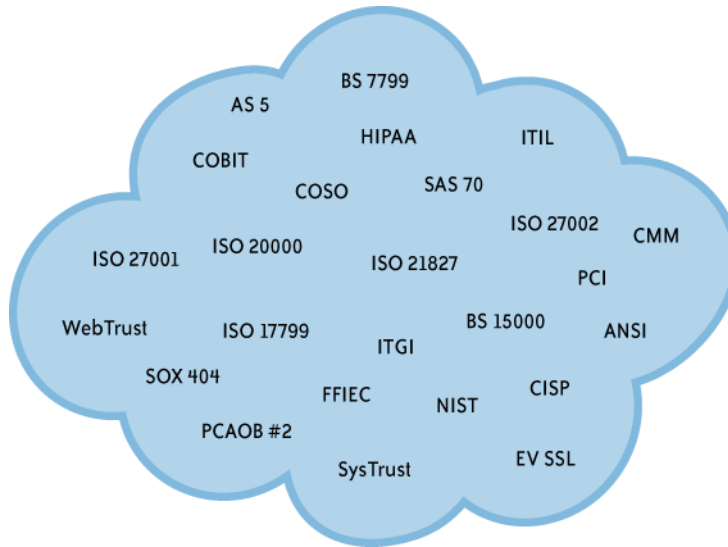 BS 7799
AS 5
HIPAA
ITIL
COBIT
COSO
SAS 70
ISO 27002
CMM
ISO 27001
ISO 20000
ISO 21827
PCI
WebTrust
ISO 17799
ITGI
BS 15000
ANSI
SOX 404
FFIEC
NIST
CISP
PCAOB #2
SysTrust
EV SSL